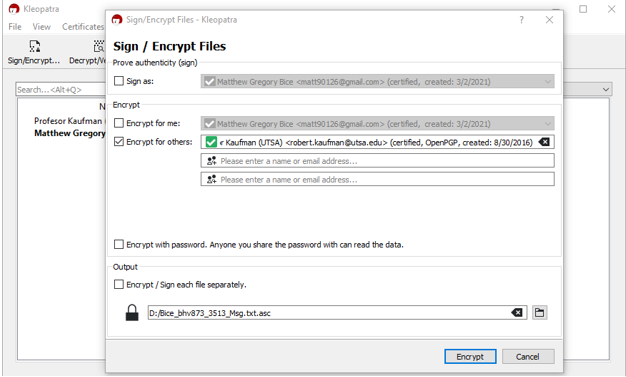 Kleopatra
File View Certificates
Sign/Encrypt... Decrypt/Ve
Search...<Alt+Q>
N
Profesor Kaufman (
Matthew Gregory
Sign/Encrypt Files - Kleopatra
Sign / Encrypt Files
Prove authenticity (sign)
Sign as: Matthew Gregory Bice <matt90126@gmail.com> (certified, created: 3/2/2021)
Encrypt
Encrypt for me: Matthew Gregory Bice <matt90126@gmail.com> (certified, created: 3/2/2021)
Encrypt for others: r Kaufman (UTSA) <robert.kaufman@utsa.edu> (certified, OpenPGP, created: 8/30/2016)
Please enter a name or email address...
Please enter a name or email address...
Encrypt with password. Anyone you share the password with can read the data.
Output
Encrypt / Sign each file separately.
D:/Bice_bhv873_3513_Msg.txt.asc
Encrypt Cancel